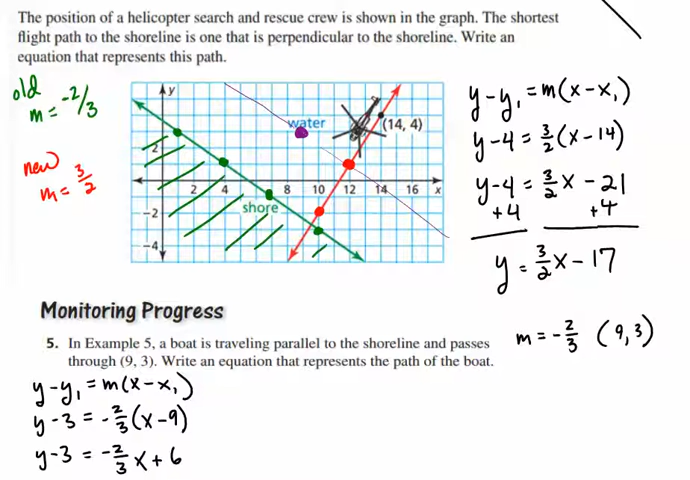 The position of a helicopter search and rescue crew is shown in the graph. The shortest
flight path to the shoreline is one that is perpendicular to the shoreline. Write an
equation that represents this path.
old
m = -2/3
new
m = 3/2
y
water
(14, 4)
2
2 4 8 10 12 14 16 x
-2
shore
-4
y-y₁ = m(x-x₁)
y-4 = 3/2(x-14)
y-4 = 3/2x - 21
+4 +4
y = 3/2x - 17
Monitoring Progress
5. In Example 5, a boat is traveling parallel to the shoreline and passes
through (9, 3). Write an equation that represents the path of the boat.
m = -2/3 (9,3)
y-y₁ = m(x-x₁)
y-3 = -2/3(x-9)
y-3 = -2/3x + 6